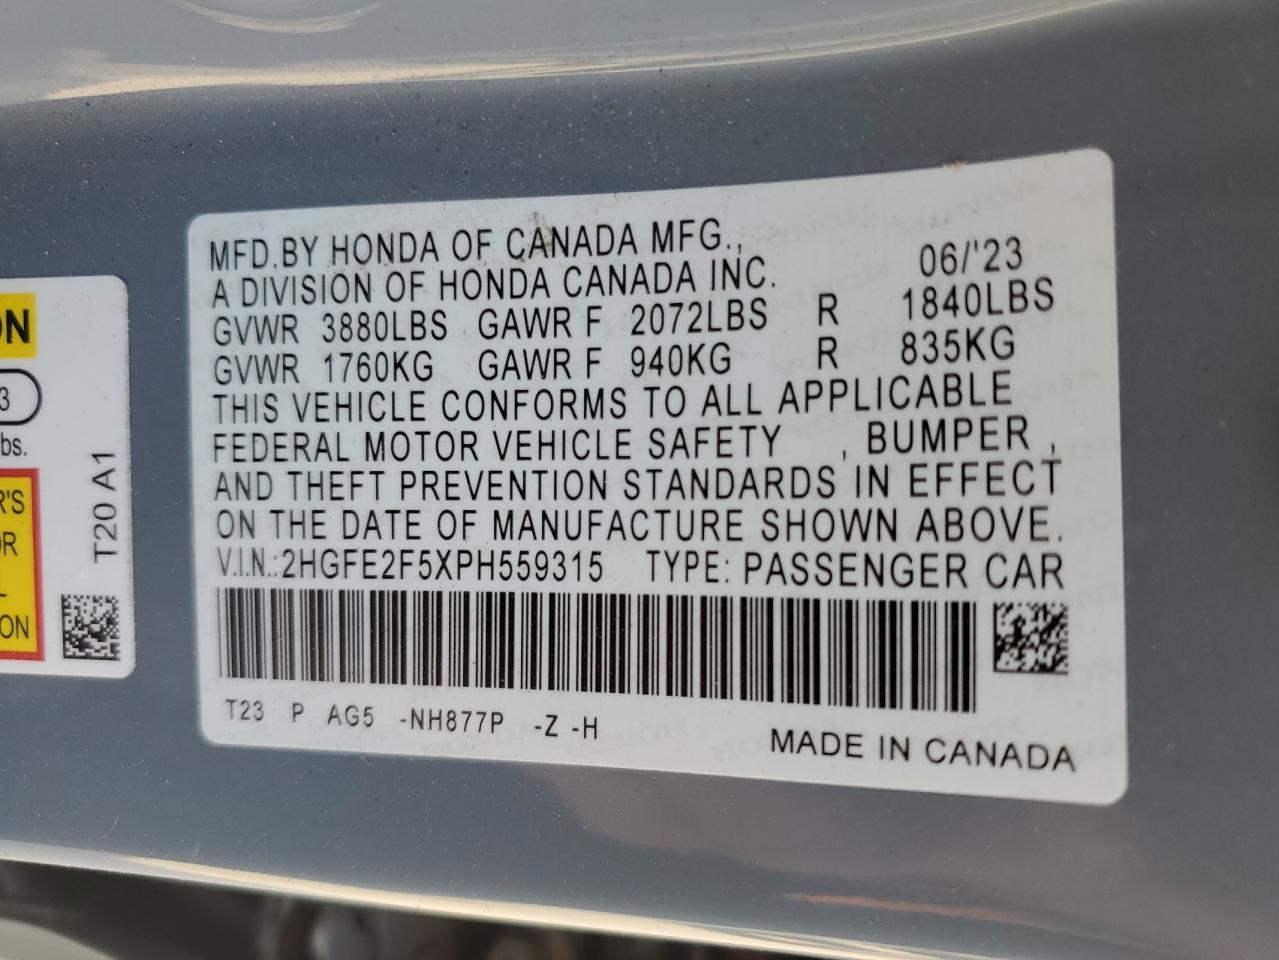 MFD.BY HONDA OF CANADA MFG.,
A DIVISION OF HONDA CANADA INC. 06/'23
GVWR 3880LBS GAWR F 2072LBS R 1840LBS
GVWR 1760KG GAWR F 940KG R 835KG
THIS VEHICLE CONFORMS TO ALL APPLICABLE
FEDERAL MOTOR VEHICLE SAFETY , BUMPER ,
AND THEFT PREVENTION STANDARDS IN EFFECT
ON THE DATE OF MANUFACTURE SHOWN ABOVE.
V.I.N.:2HGFE2F5XPH559315 TYPE: PASSENGER CAR
T23 P AG5 -NH877P -Z -H
MADE IN CANADA
ON
3
bs.
R'S
OR
L
ON
T20 A1